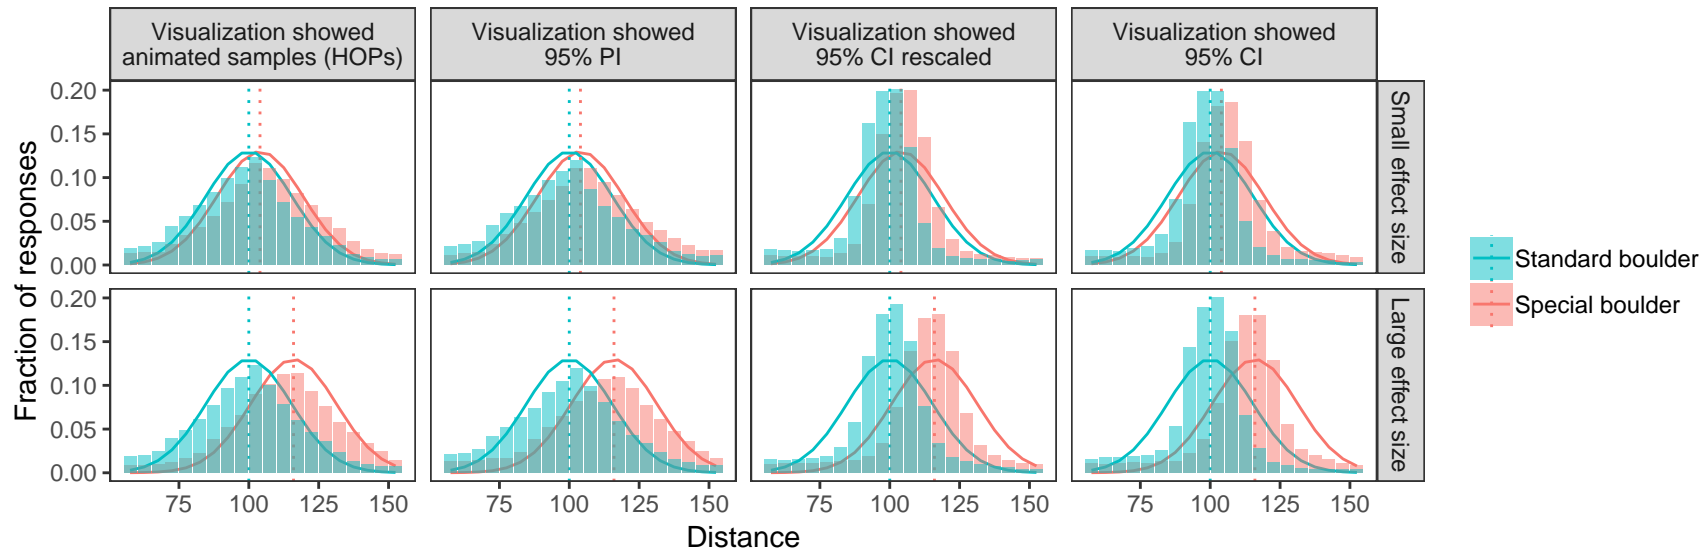 Visualization showed
animated samples (HOPs)
Visualization showed
95% PI
Visualization showed
95% CI rescaled
Visualization showed
95% CI
Fraction of responses
0.20
0.15
0.10
0.05
0.00
Small effect size
0.20
0.15
0.10
0.05
0.00
Large effect size
75 100 125 150
75 100 125 150
75 100 125 150
75 100 125 150
Distance
Standard boulder
Special boulder